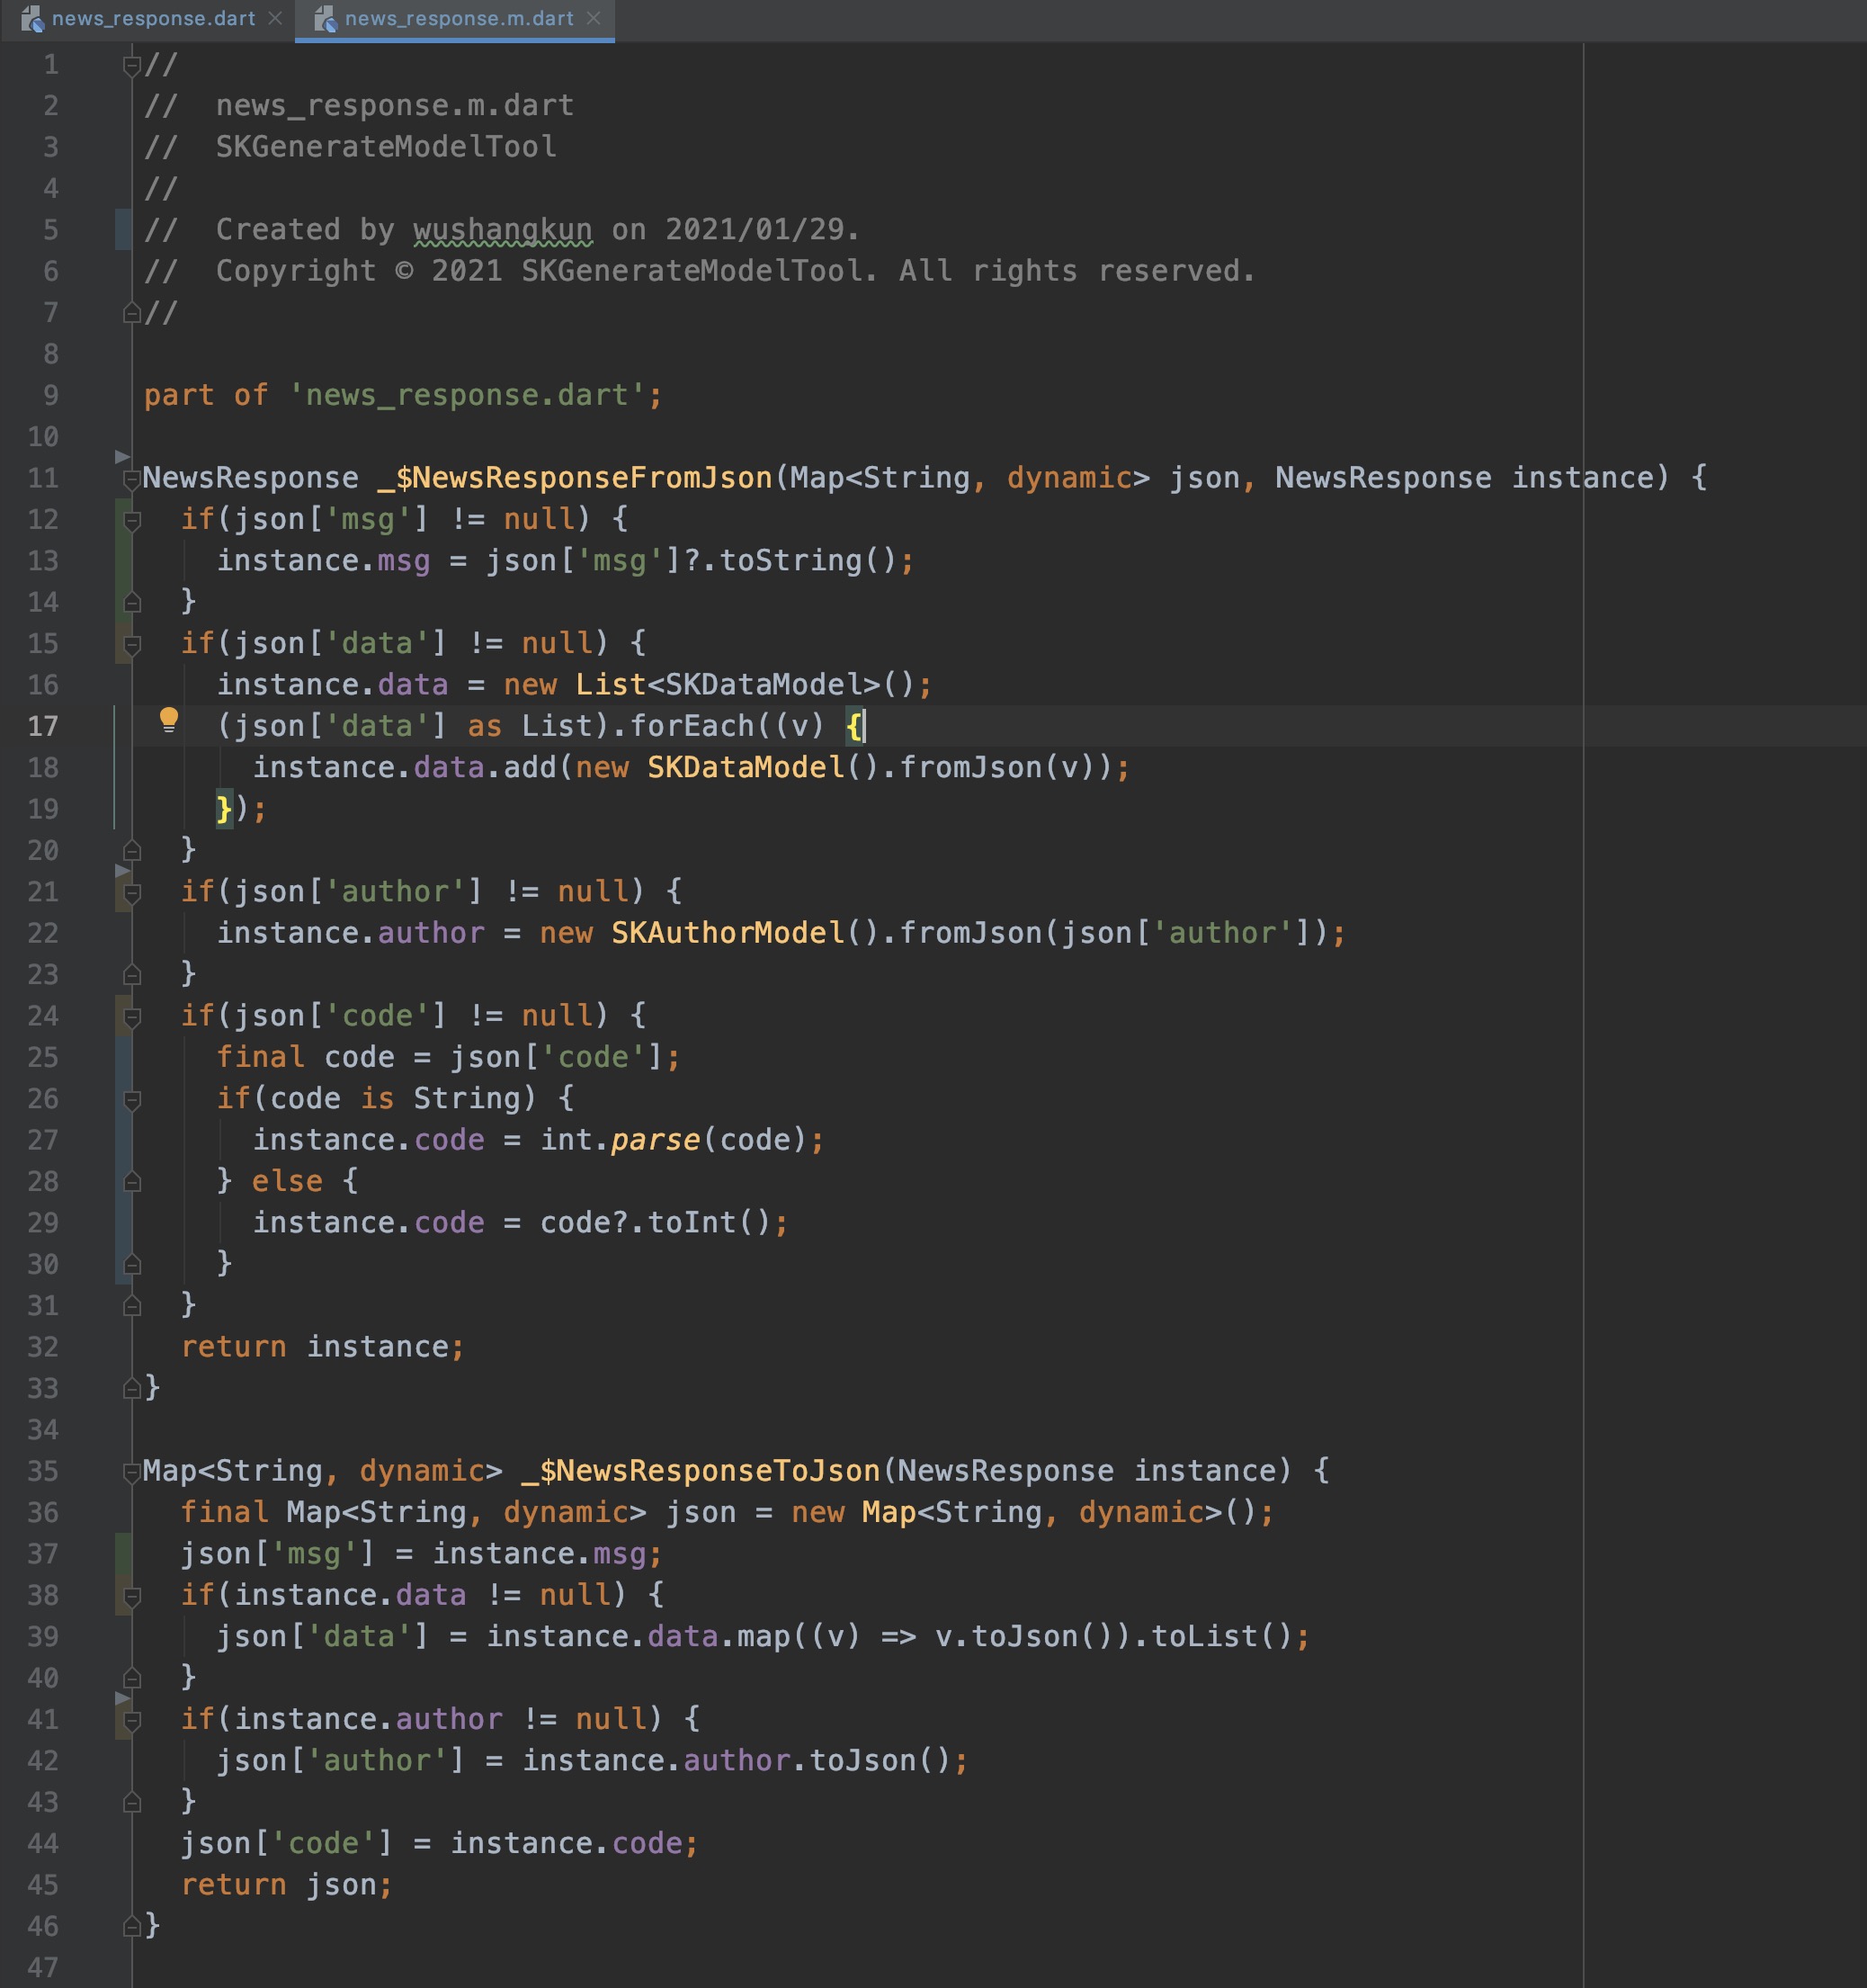 news_response.dart news_response.m.dart
1 //
2 //  news_response.m.dart
3 //  SKGenerateModelTool
4 //
5 //  Created by wushangkun on 2021/01/29.
6 //  Copyright © 2021 SKGenerateModelTool. All rights reserved.
7 //
8
9 part of 'news_response.dart';
10
11 NewsResponse _$NewsResponseFromJson(Map<String, dynamic> json, NewsResponse instance) {
12   if(json['msg'] != null) {
13     instance.msg = json['msg']?.toString();
14   }
15   if(json['data'] != null) {
16     instance.data = new List<SKDataModel>();
17     (json['data'] as List).forEach((v) {
18       instance.data.add(new SKDataModel().fromJson(v));
19     });
20   }
21   if(json['author'] != null) {
22     instance.author = new SKAuthorModel().fromJson(json['author']);
23   }
24   if(json['code'] != null) {
25     final code = json['code'];
26     if(code is String) {
27       instance.code = int.parse(code);
28     } else {
29       instance.code = code?.toInt();
30     }
31   }
32   return instance;
33 }
34
35 Map<String, dynamic> _$NewsResponseToJson(NewsResponse instance) {
36   final Map<String, dynamic> json = new Map<String, dynamic>();
37   json['msg'] = instance.msg;
38   if(instance.data != null) {
39     json['data'] = instance.data.map((v) => v.toJson()).toList();
40   }
41   if(instance.author != null) {
42     json['author'] = instance.author.toJson();
43   }
44   json['code'] = instance.code;
45   return json;
46 }
47